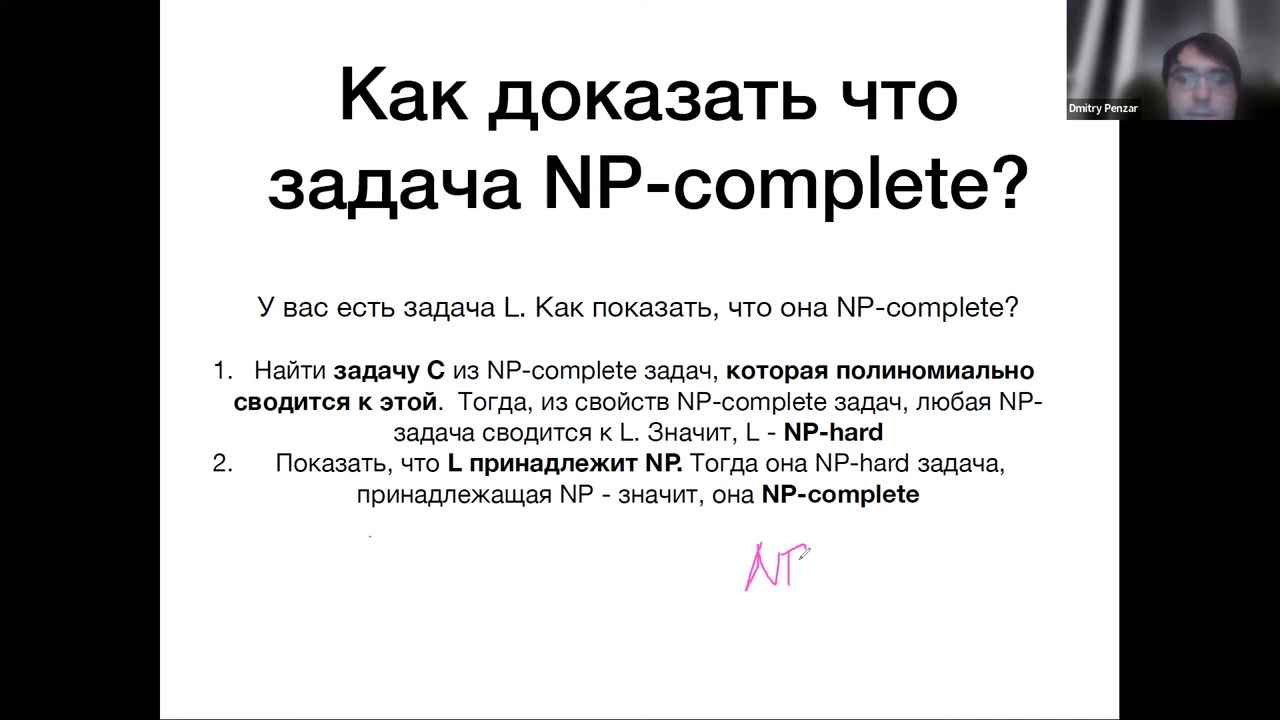 Как доказать что
задача NP-complete?
Dmitry Penzar
У вас есть задача L. Как показать, что она NP-complete?
1. Найти задачу C из NP-complete задач, которая полиномиально
сводится к этой. Тогда, из свойств NP-complete задач, любая NP-
задача сводится к L. Значит, L - NP-hard
2. Показать, что L принадлежит NP. Тогда она NP-hard задача,
принадлежащая NP - значит, она NP-complete